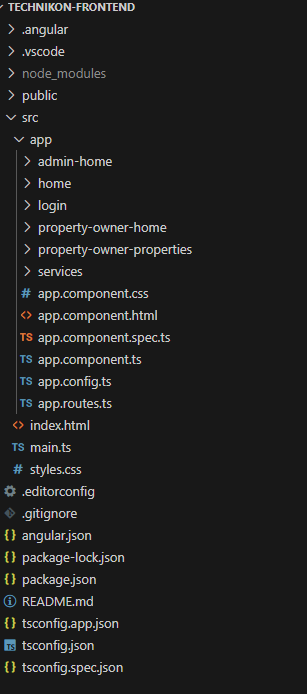 TECHNIKON-FRONTEND
.angular
.vscode
node_modules
public
src
app
admin-home
home
login
property-owner-home
property-owner-properties
services
# app.component.css
<> app.component.html
TS app.component.spec.ts
TS app.component.ts
TS app.config.ts
TS app.routes.ts
<> index.html
TS main.ts
# styles.css
.editorconfig
.gitignore
{} angular.json
{} package-lock.json
{} package.json
README.md
{} tsconfig.app.json
TS tsconfig.json
{} tsconfig.spec.json